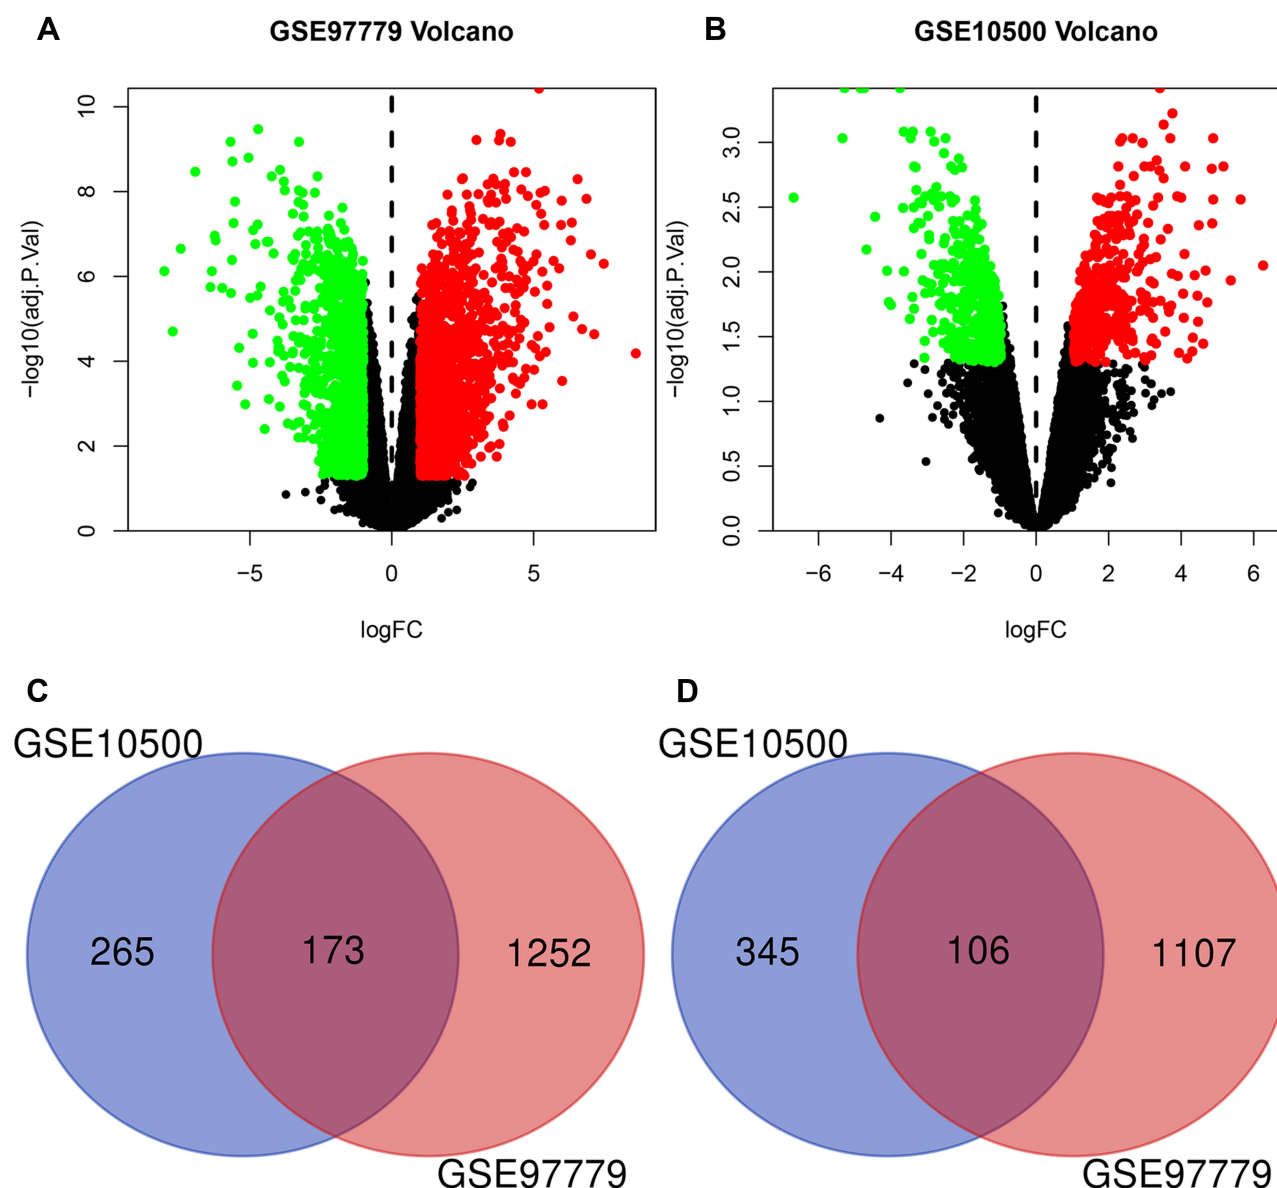 A
GSE97779 Volcano
−log10(adj.P.Val)
10
8
6
4
2
0
−5
0
5
logFC
B
GSE10500 Volcano
−log10(adj.P.Val)
3.0
2.5
2.0
1.5
1.0
0.5
0.0
−6
−4
−2
0
2
4
6
logFC
C
GSE10500
265
173
1252
GSE97779
D
GSE10500
345
106
1107
GSE97779